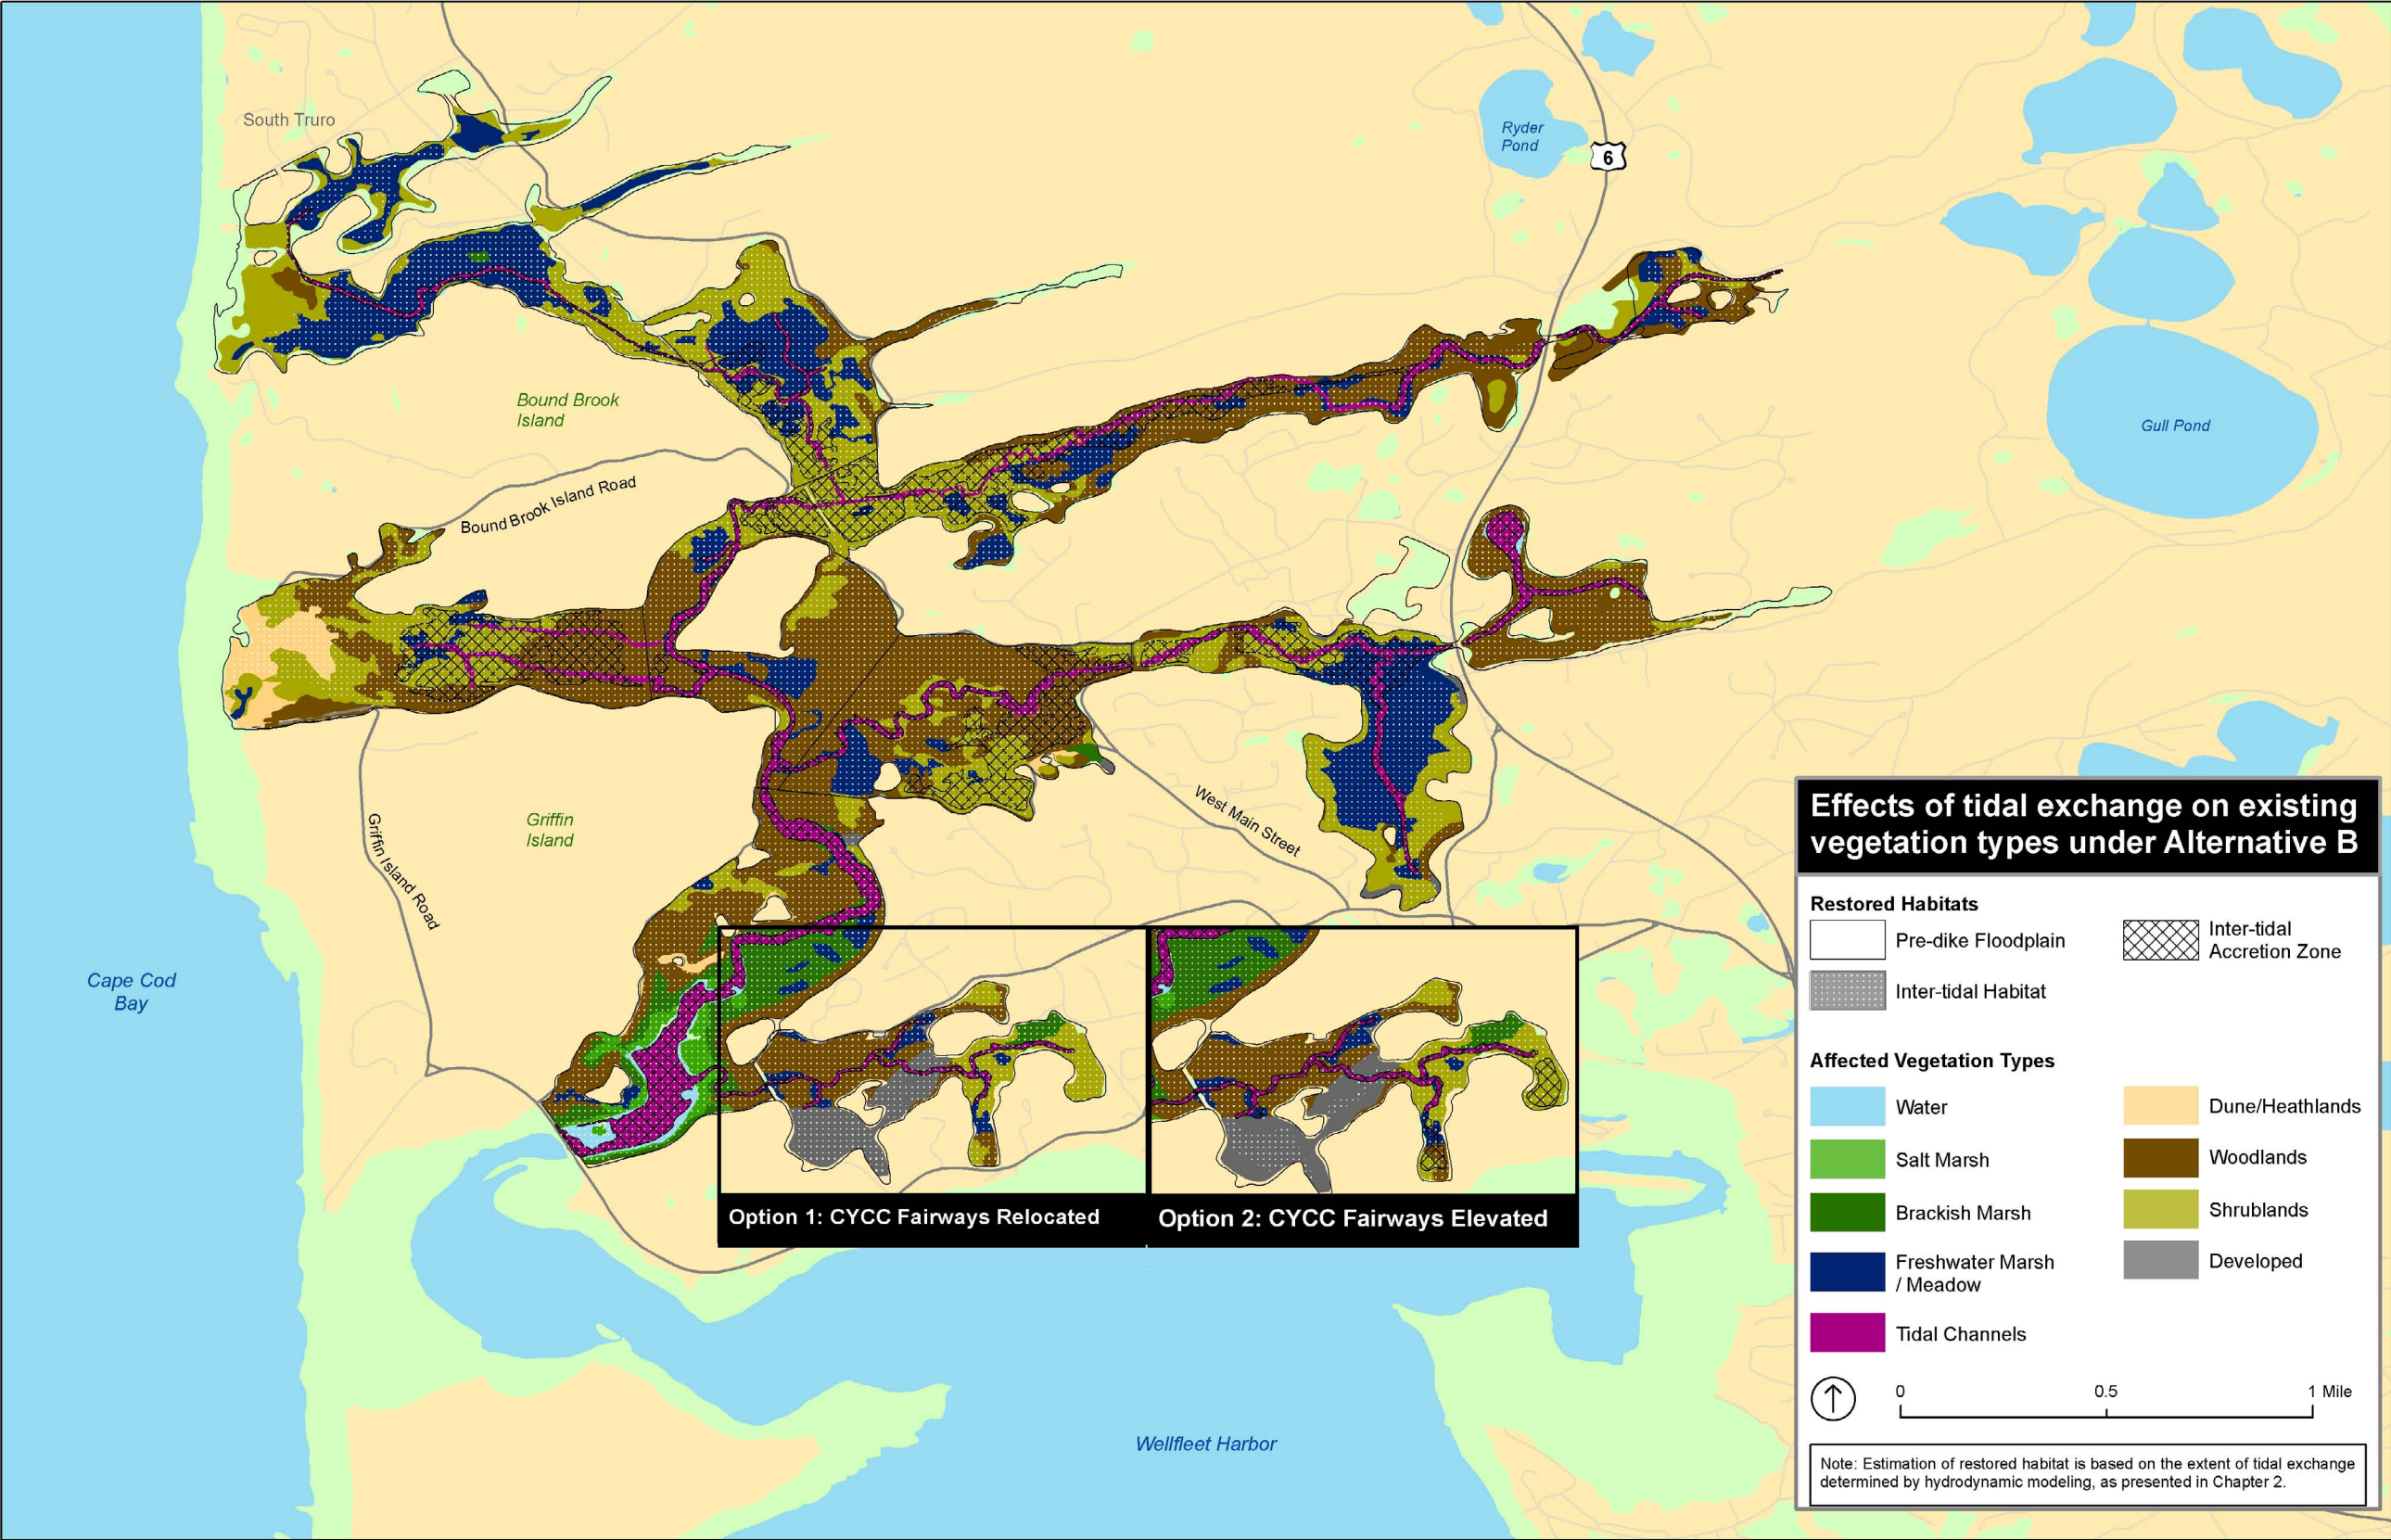 South Truro
Ryder
Pond
6
Bound Brook
Island
Gull Pond
Bound Brook Island Road
Griffin Island Road
Griffin
Island
West Main Street
Cape Cod
Bay
Wellfleet Harbor
Option 1: CYCC Fairways Relocated
Option 2: CYCC Fairways Elevated
Effects of tidal exchange on existing
vegetation types under Alternative B
Restored Habitats
Pre-dike Floodplain
Inter-tidal
Accretion Zone
Inter-tidal Habitat
Affected Vegetation Types
Water
Dune/Heathlands
Salt Marsh
Woodlands
Brackish Marsh
Shrublands
Freshwater Marsh
/ Meadow
Developed
Tidal Channels
0 0.5 1 Mile
Note: Estimation of restored habitat is based on the extent of tidal exchange
determined by hydrodynamic modeling, as presented in Chapter 2.